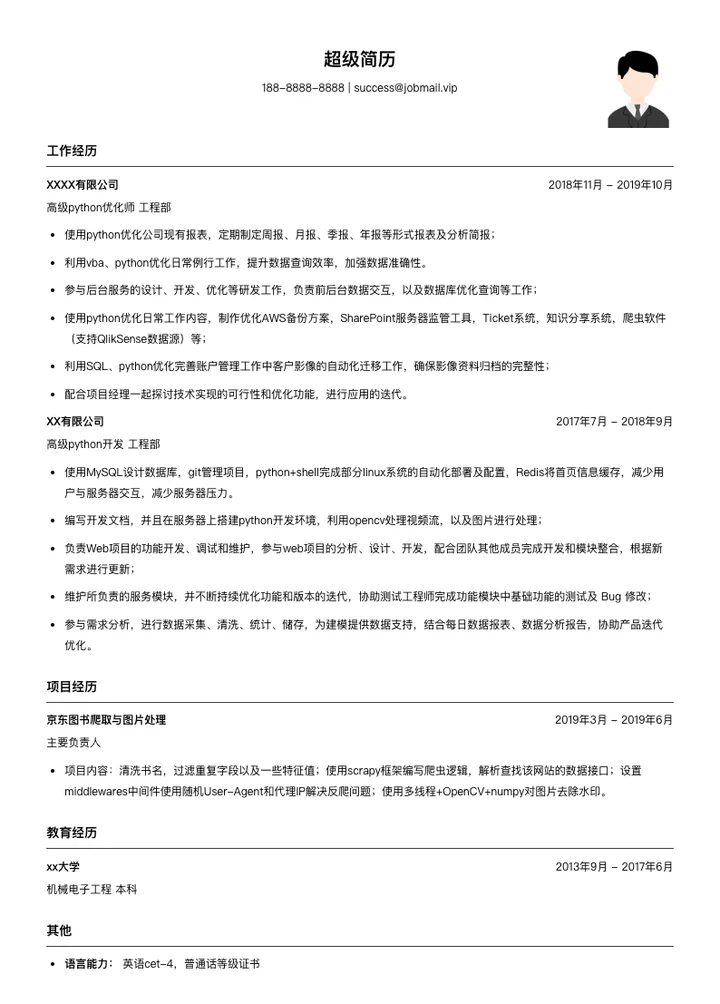 超级简历
188-8888-8888 | success@jobmail.vip
工作经历
XXXX有限公司 2018年11月 – 2019年10月
高级python优化师 工程部
• 使用python优化公司现有报表，定期制定周报、月报、季报、年报等形式报表及分析简报；
• 利用vba、python优化日常例行工作，提升数据查询效率，加强数据准确性。
• 参与后台服务的设计、开发、优化等研发工作，负责前后台数据交互，以及数据库优化查询等工作；
• 使用python优化日常工作内容，制作优化AWS备份方案，SharePoint服务器监管工具，Ticket系统，知识分享系统，爬虫软件
（支持QlikSense数据源）等；
• 利用SQL、python优化完善账户管理工作中客户影像的自动化迁移工作，确保影像资料归档的完整性；
• 配合项目经理一起探讨技术实现的可行性和优化功能，进行应用的迭代。
XX有限公司 2017年7月 – 2018年9月
高级python开发 工程部
• 使用MySQL设计数据库，git管理项目，python+shell完成部分linux系统的自动化部署及配置，Redis将首页信息缓存，减少用
户与服务器交互，减少服务器压力。
• 编写开发文档，并且在服务器上搭建python开发环境，利用opencv处理视频流，以及图片进行处理；
• 负责Web项目的功能开发、调试和维护，参与web项目的分析、设计、开发，配合团队其他成员完成开发和模块整合，根据新
需求进行更新；
• 维护所负责的服务模块，并不断持续优化功能和版本的迭代，协助测试工程师完成功能模块中基础功能的测试及 Bug 修改；
• 参与需求分析，进行数据采集、清洗、统计、储存，为建模提供数据支持，结合每日数据报表、数据分析报告，协助产品迭代
优化。
项目经历
京东图书爬取与图片处理 2019年3月 – 2019年6月
主要负责人
• 项目内容：清洗书名，过滤重复字段以及一些特征值；使用scrapy框架编写爬虫逻辑，解析查找该网站的数据接口；设置
middlewares中间件使用随机User-Agent和代理IP解决反爬问题；使用多线程+OpenCV+numpy对图片去除水印。
教育经历
xx大学 2013年9月 – 2017年6月
机械电子工程 本科
其他
• 语言能力： 英语cet-4，普通话等级证书